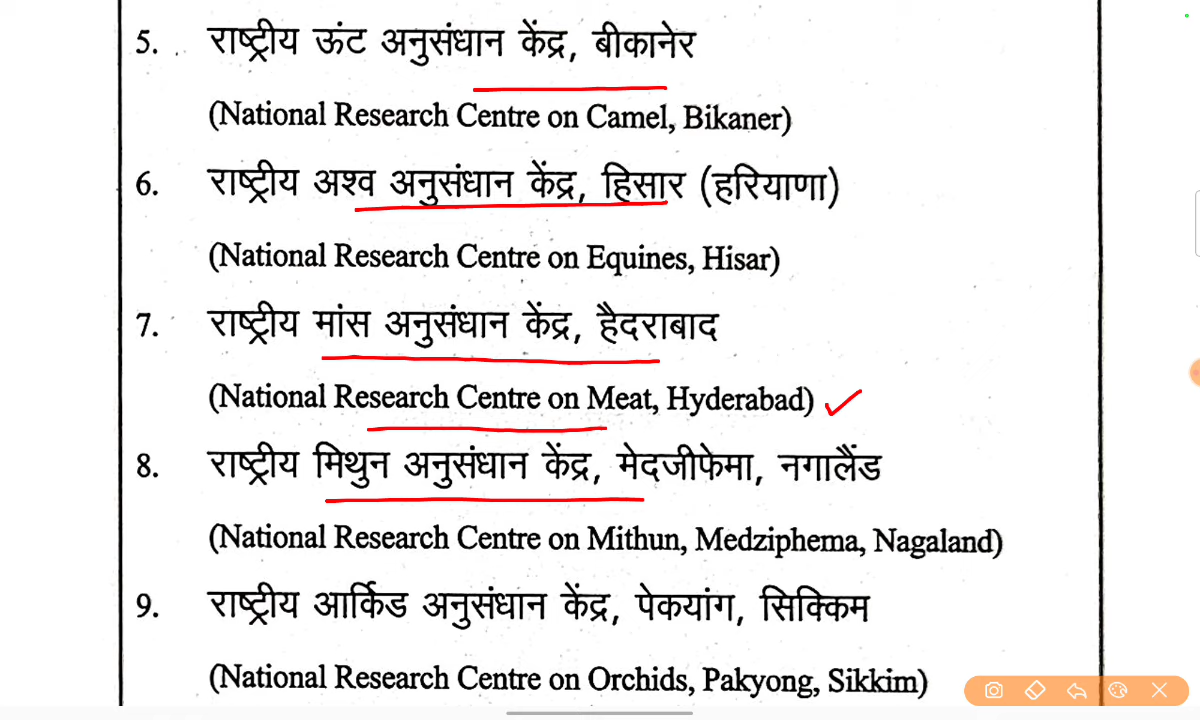 5. राष्ट्रीय ऊंट अनुसंधान केंद्र, बीकानेर
(National Research Centre on Camel, Bikaner)
6. राष्ट्रीय अश्व अनुसंधान केंद्र, हिसार (हरियाणा)
(National Research Centre on Equines, Hisar)
7. राष्ट्रीय मांस अनुसंधान केंद्र, हैदराबाद
(National Research Centre on Meat, Hyderabad)
8. राष्ट्रीय मिथुन अनुसंधान केंद्र, मेदजीफेमा, नगालैंड
(National Research Centre on Mithun, Medziphema, Nagaland)
9. राष्ट्रीय आर्किड अनुसंधान केंद्र, पेकयांग, सिक्किम
(National Research Centre on Orchids, Pakyong, Sikkim)